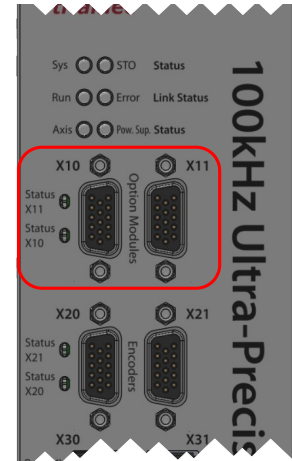 Sys STO Status
Run Error Link Status
Axis Pow. Sup. Status
X10 X11
Status
X11
Status
X10
Option Modules
X20 X21
Status
X21
Status
X20
Encoders
X30 X31
100kHz Ultra-Precis